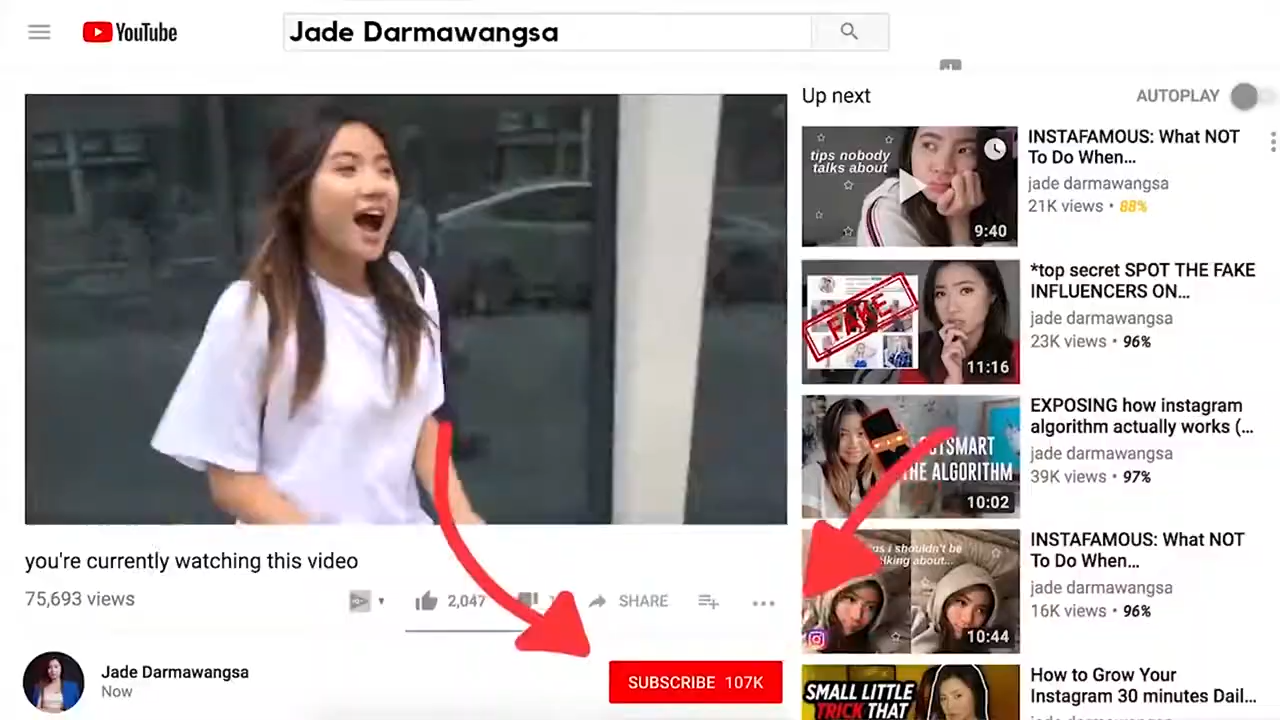 YouTube
Jade Darmawangsa
Up next
AUTOPLAY
tips nobody
talks about
9:40
INSTAFAMOUS: What NOT
To Do When...
jade darmawangsa
21K views • 88%
FAKE
11:16
*top secret SPOT THE FAKE
INFLUENCERS ON...
jade darmawangsa
23K views • 96%
THE ALGORITHM
10:02
EXPOSING how instagram
algorithm actually works (...
jade darmawangsa
39K views • 97%
i shouldn't be
about...
10:44
INSTAFAMOUS: What NOT
To Do When...
jade darmawangsa
16K views • 96%
SMALL LITTLE
TRICK THAT
How to Grow Your
Instagram 30 minutes Dail...
you're currently watching this video
75,693 views
2,047
SHARE
Jade Darmawangsa
Now
SUBSCRIBE 107K